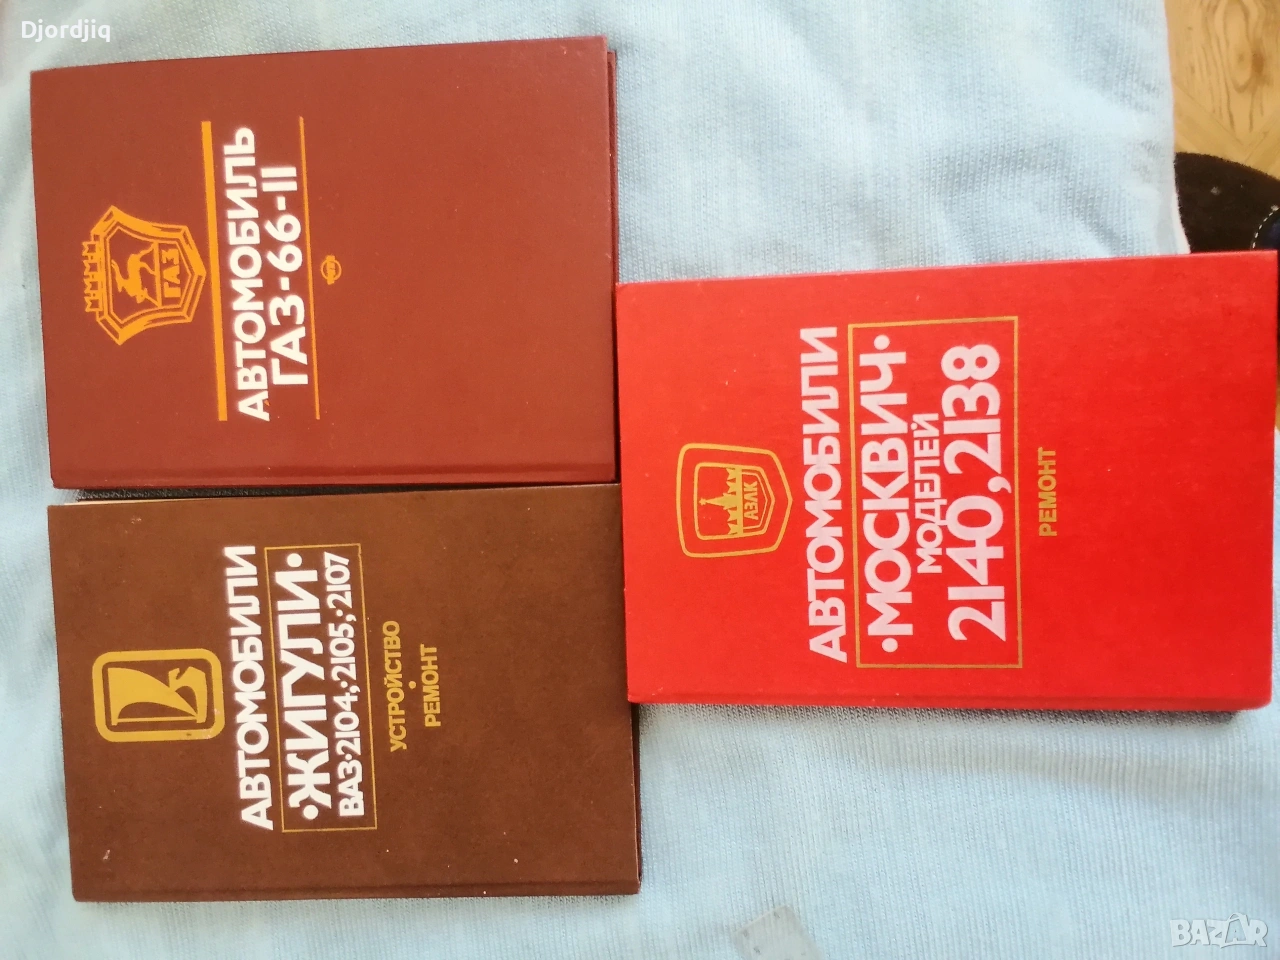 Djordjiq
ГАЗ
АВТОМОБИЛЬ
ГАЗ-66-11
АВТОМОБИЛИ
·ЖИГУЛИ·
ВАЗ-2104,-2105,-2107
УСТРОЙСТВО
·
РЕМОНТ
АЗЛК
АВТОМОБИЛИ
·МОСКВИЧ·
МОДЕЛЕЙ
2140,2138
РЕМОНТ
BAZAR